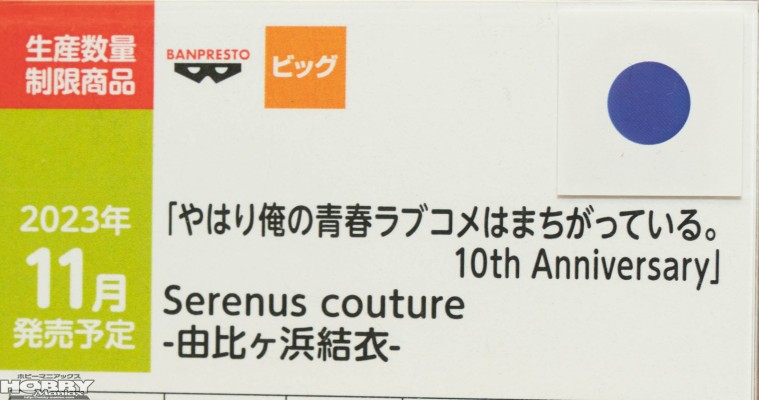 生産数量
制限商品
BANPRESTO
ビッグ
2023年
11月
発売予定
「やはり俺の青春ラブコメはまちがっている。
10th Anniversary」
Serenus couture
-由比ヶ浜結衣-
ホビーマニアックス
HOBBY
Maniax